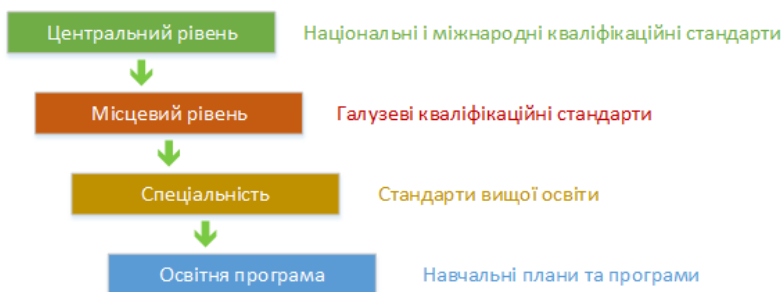 Центральний рівень Національні і міжнародні кваліфікаційні стандарти
Місцевий рівень Галузеві кваліфікаційні стандарти
Спеціальність Стандарти вищої освіти
Освітня програма Навчальні плани та програми